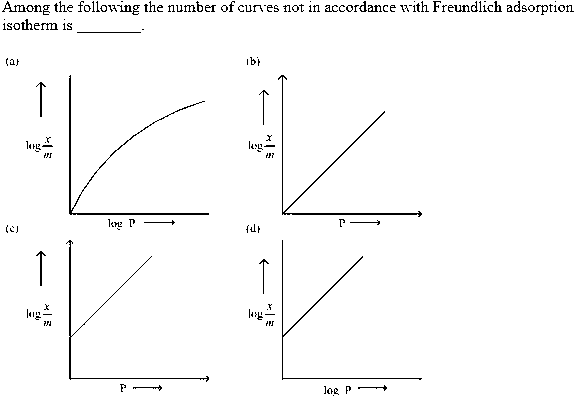 Among the following the number of curves not in accordance with Freundlich adsorption
isotherm is ________.
(a) (b)
log x/m log x/m
log P P
(c) (d)
log x/m log x/m
P log P